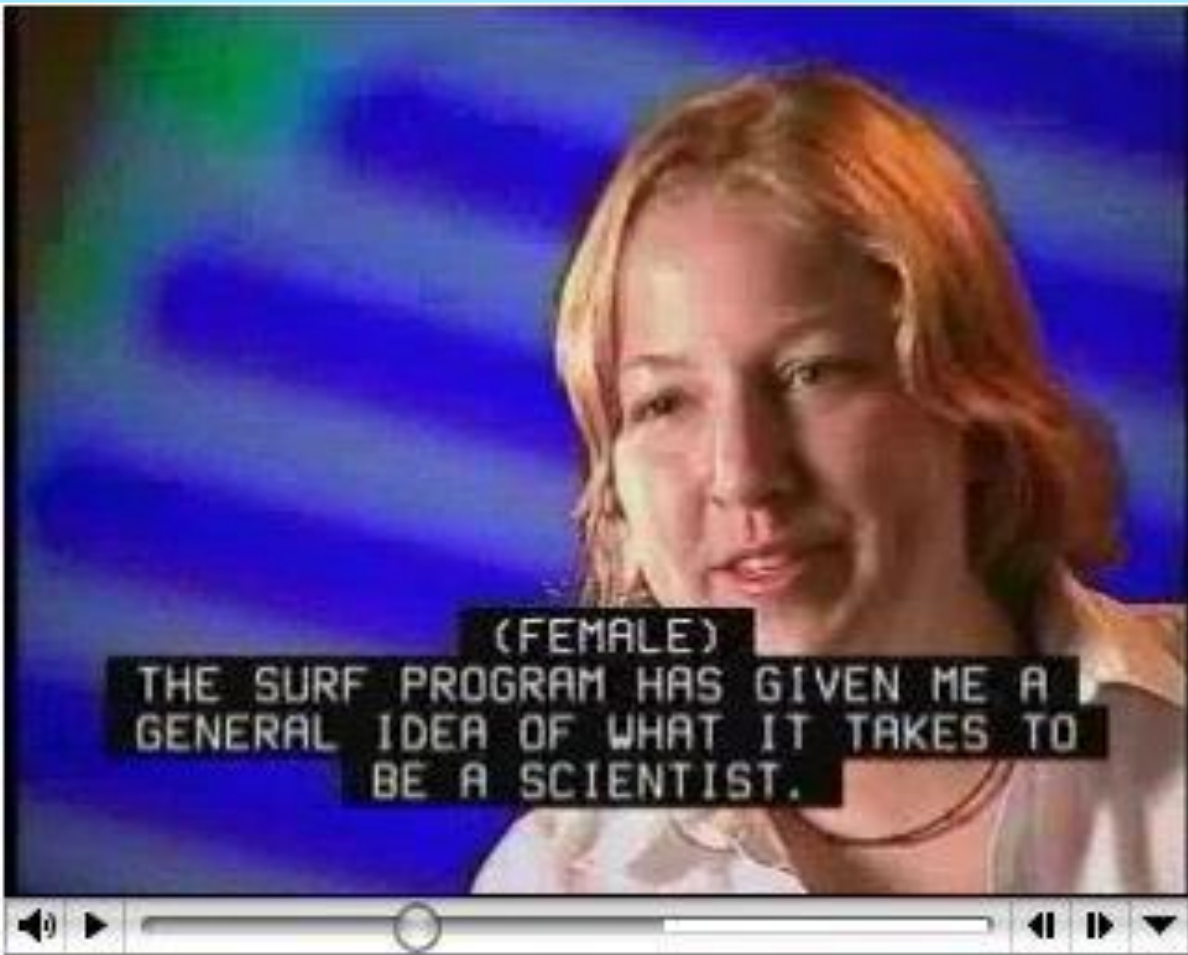 (FEMALE)
THE SURF PROGRAM HAS GIVEN ME A
GENERAL IDEA OF WHAT IT TAKES TO
BE A SCIENTIST.